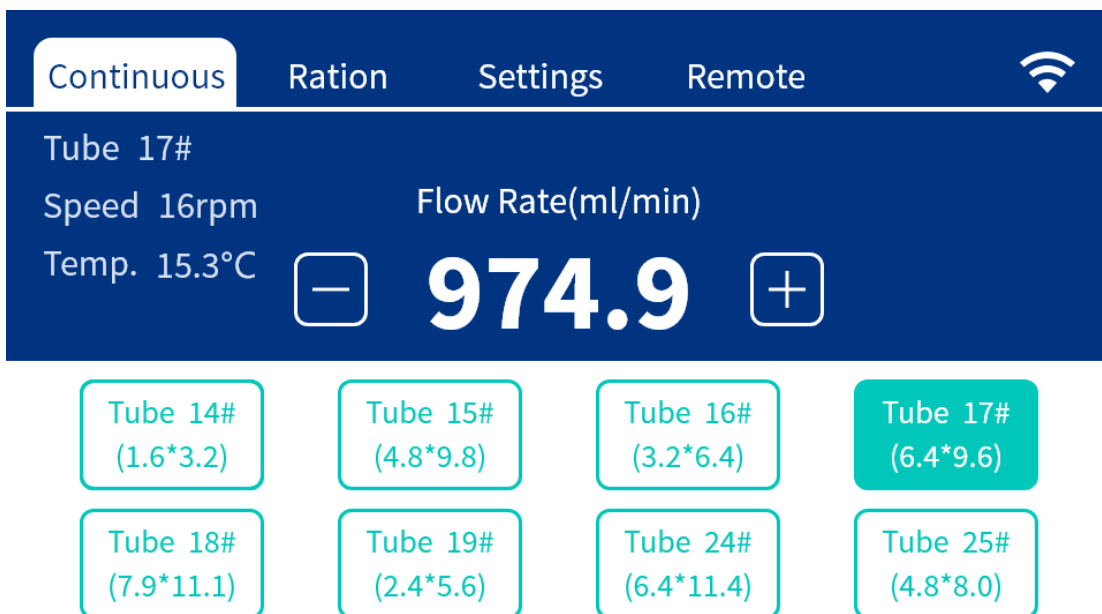 Continuous Ration Settings Remote
Tube 17#
Speed 16rpm
Temp. 15.3°C
Flow Rate(ml/min)
− 974.9 +
Tube 14# Tube 15# Tube 16# Tube 17#
(1.6*3.2) (4.8*9.8) (3.2*6.4) (6.4*9.6)
Tube 18# Tube 19# Tube 24# Tube 25#
(7.9*11.1) (2.4*5.6) (6.4*11.4) (4.8*8.0)